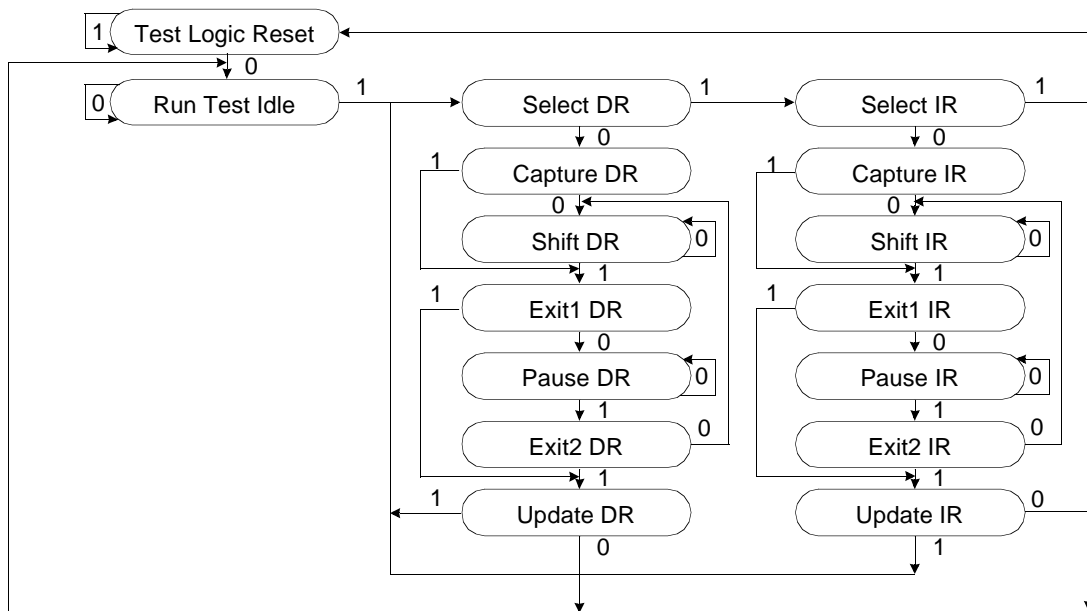 1 Test Logic Reset
0
0 Run Test Idle 1 Select DR 1 Select IR 1
0 0
1 Capture DR 1 Capture IR
0 0
Shift DR 0 Shift IR 0
1 1
1 Exit1 DR 1 Exit1 IR
0 0
Pause DR 0 Pause IR 0
1 1
Exit2 DR 0 Exit2 IR 0
1 1
1 Update DR Update IR 0
0 1